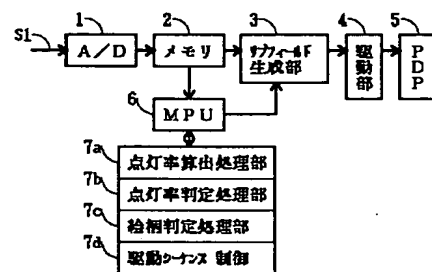 1
2
3
4
5
S1
A/D
メモリ
サブフィールド
生成部
駆動部
PDP
6
MPU
7a
点灯率算出処理部
7b
点灯率判定処理部
7c
絵柄判定処理部
7d
駆動シーケンス 制御